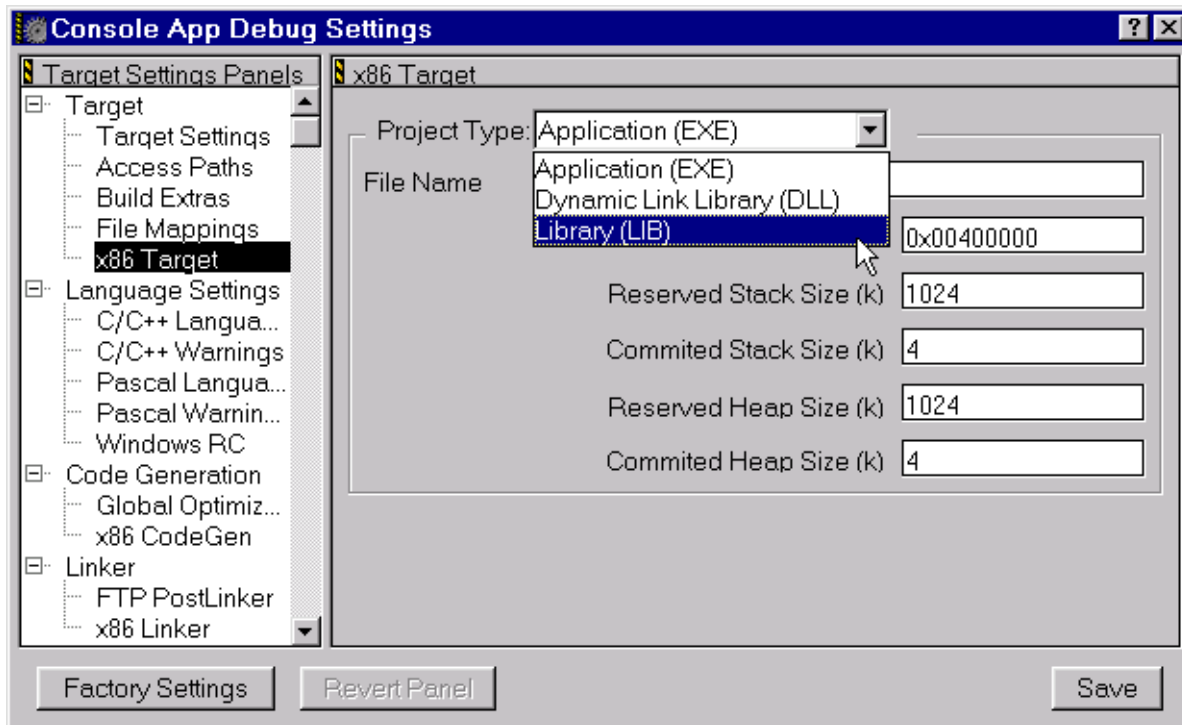 Console App Debug Settings
Target Settings Panels
Target
Target Settings
Access Paths
Build Extras
File Mappings
x86 Target
Language Settings
C/C++ Langua...
C/C++ Warnings
Pascal Langua...
Pascal Warnin...
Windows RC
Code Generation
Global Optimiz...
x86 CodeGen
Linker
FTP PostLinker
x86 Linker
x86 Target
Project Type: Application (EXE)
Application (EXE)
Dynamic Link Library (DLL)
Library (LIB)
File Name
0x00400000
Reserved Stack Size (k) 1024
Commited Stack Size (k) 4
Reserved Heap Size (k) 1024
Commited Heap Size (k) 4
Factory Settings
Revert Panel
Save